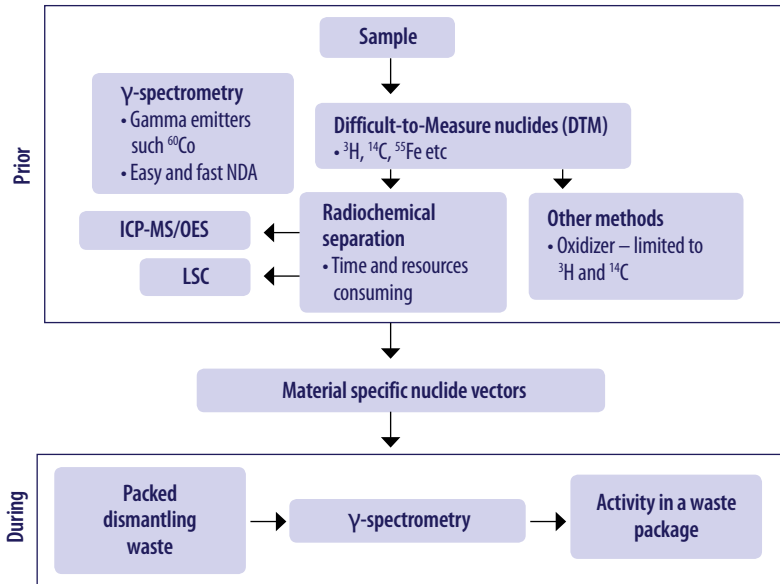 Prior
Sample
γ-spectrometry
• Gamma emitters
such ⁶⁰Co
• Easy and fast NDA
Difficult-to-Measure nuclides (DTM)
• ³H, ¹⁴C, ⁵⁵Fe etc
ICP-MS/OES
LSC
Radiochemical
separation
• Time and resources
consuming
Other methods
• Oxidizer – limited to
³H and ¹⁴C
Material specific nuclide vectors
During
Packed
dismantling
waste
γ-spectrometry
Activity in a waste
package